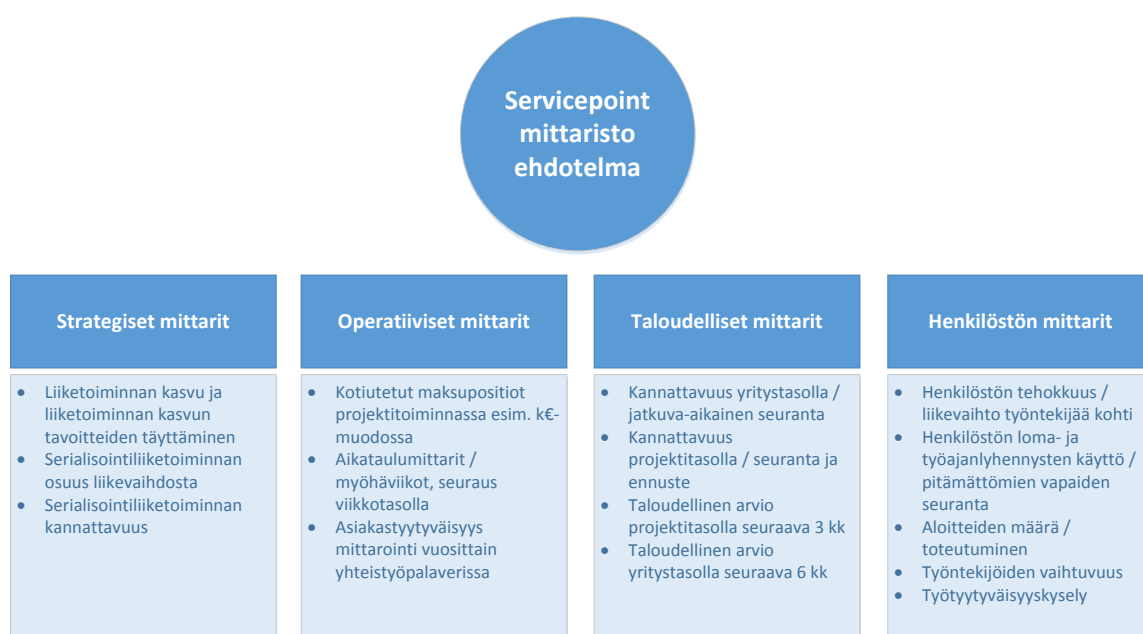 Servicepoint
mittaristo
ehdotelma
Strategiset mittarit
• Liiketoiminnan kasvu ja
liiketoiminnan kasvun
tavoitteiden täyttäminen
• Serialisointiliiketoiminnan
osuus liikevaihdosta
• Serialisointiliiketoiminnan
kannattavuus
Operatiiviset mittarit
• Kotiutetut maksupositiot
projektitoiminnassa esim. k€-
muodossa
• Aikataulumittarit /
myöhäviikot, seuraus
viikkotasolla
• Asiakastyytyväisyys
mittarointi vuosittain
yhteistyöpalaverissa
Taloudelliset mittarit
• Kannattavuus yritystasolla /
jatkuva-aikainen seuranta
• Kannattavuus
projektitasolla / seuranta ja
ennuste
• Taloudellinen arvio
projektitasolla seuraava 3 kk
• Taloudellinen arvio
yritystasolla seuraava 6 kk
Henkilöstön mittarit
• Henkilöstön tehokkuus /
liikevaihto työntekijää kohti
• Henkilöstön loma- ja
työajanlyhennysten käyttö /
pitämättömien vapaiden
seuranta
• Aloitteiden määrä /
toteutuminen
• Työntekijöiden vaihtuvuus
• Työtyytyväisyyskysely